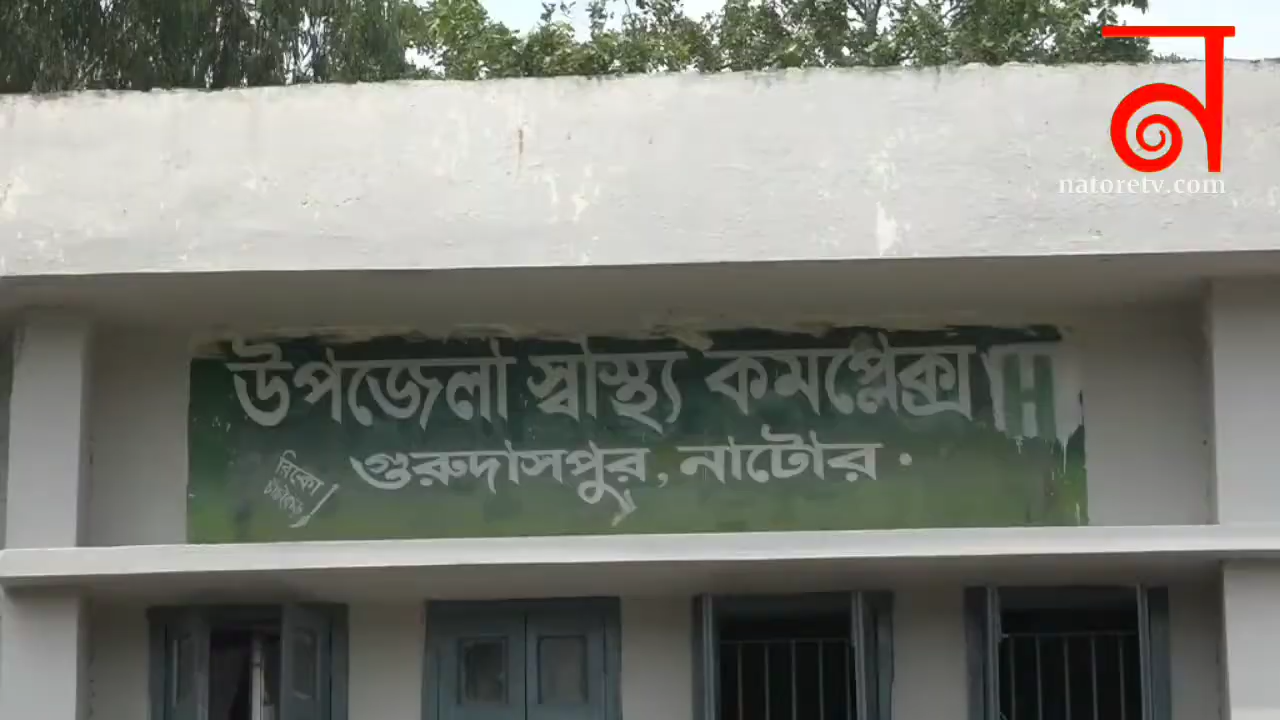 ন
natoretv.com
উপজেলা স্বাস্থ্য কমপ্লেক্স
গুরুদাসপুর, নাটোর.
রিকো